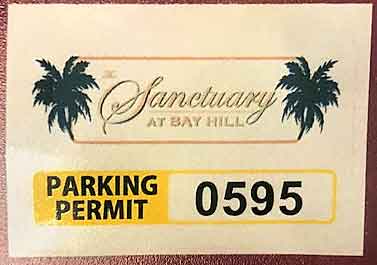 The
Sanctuary
AT BAY HILL
PARKING
PERMIT
0595